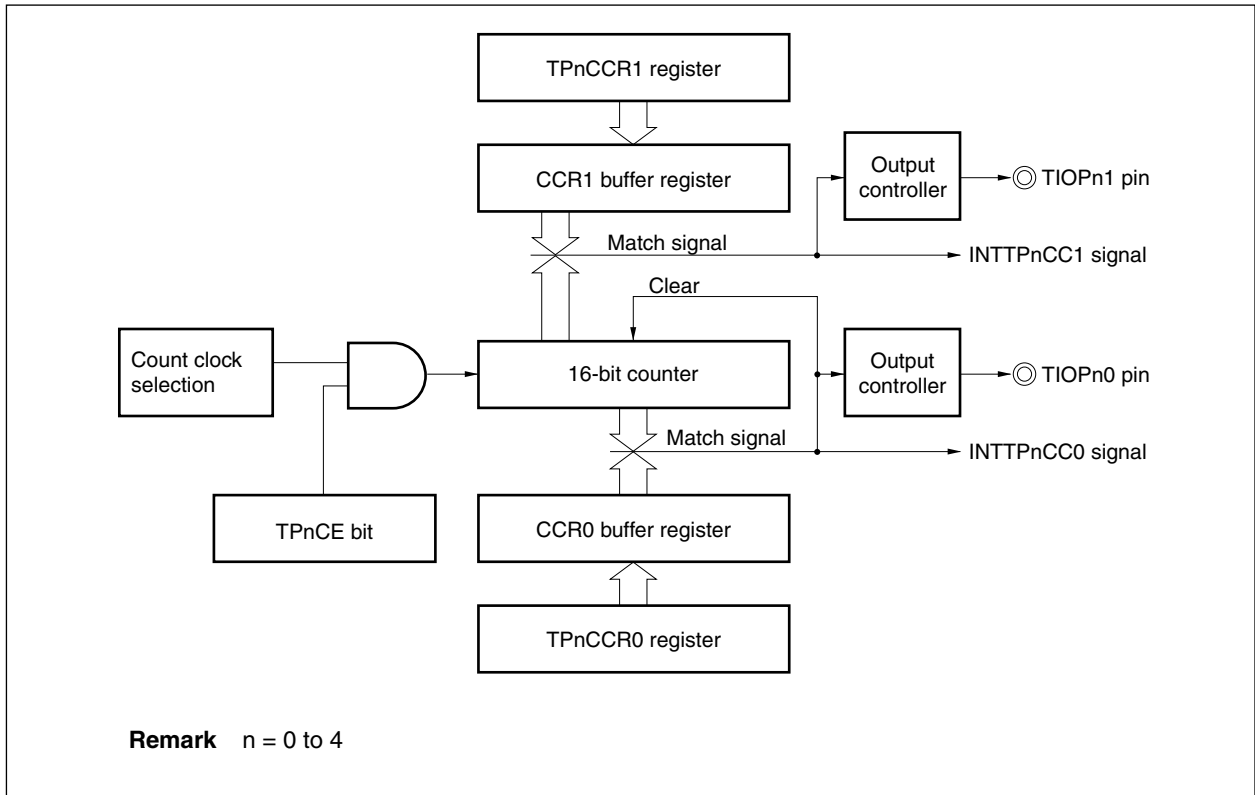 TPnCCR1 register
CCR1 buffer register
Output
controller
TIOPn1 pin
Match signal
INTTPnCC1 signal
Clear
Count clock
selection
16-bit counter
Output
controller
TIOPn0 pin
Match signal
INTTPnCC0 signal
TPnCE bit
CCR0 buffer register
TPnCCR0 register
Remark n = 0 to 4